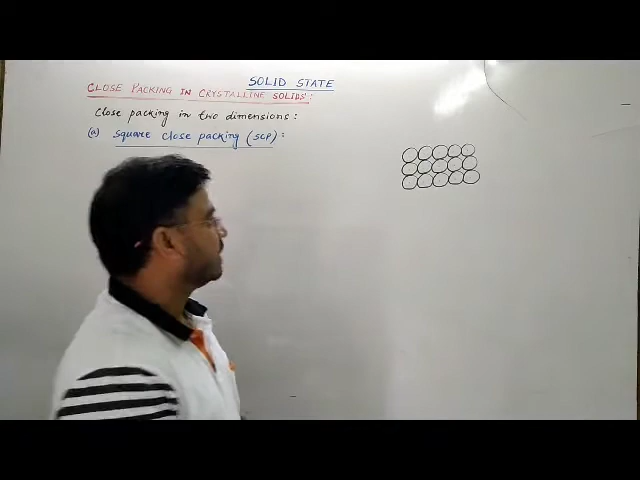 SOLID STATE
CLOSE PACKING IN CRYSTALLINE SOLIDS:
Close packing in two dimensions:
(a) Square close packing (SCP):